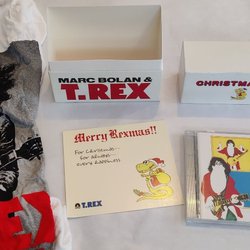 MARC BOLAN &
T.REX
CHRISTMA
Merry Rexmas!!
For Christmas--
for always--
every happiness
T.REX